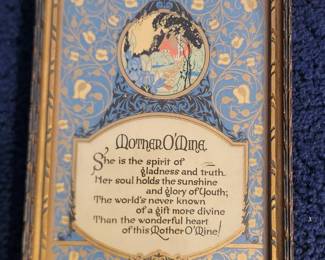 Mother O'Mine.
She is the spirit of
gladness and truth.
Her soul holds the sunshine
and glory of Youth;
The world's never known
of a gift more divine
Than the wonderful heart
of this Mother O'Mine!